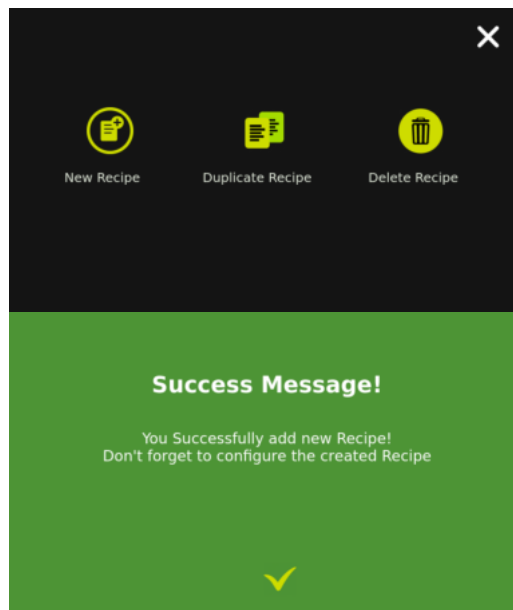 New Recipe
Duplicate Recipe
Delete Recipe
Success Message!
You Successfully add new Recipe!
Don't forget to configure the created Recipe